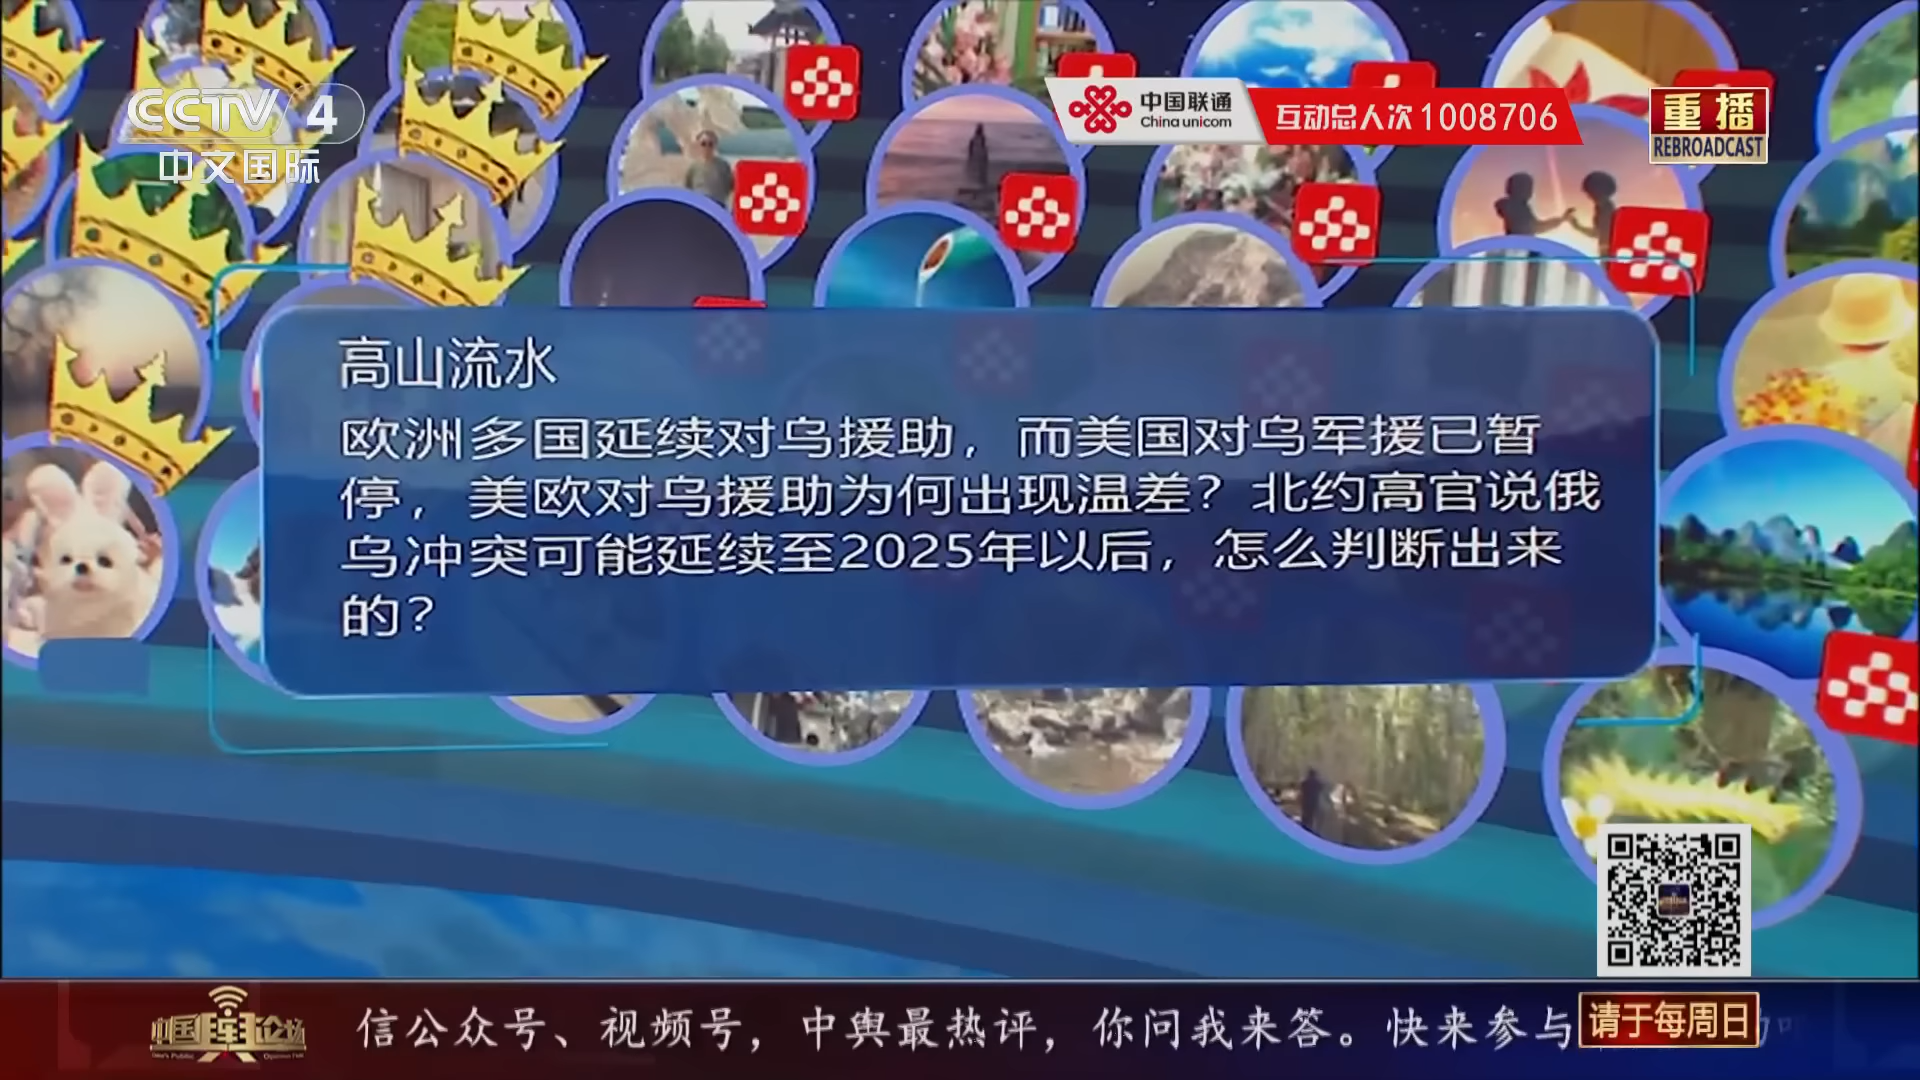 CCTV 4
中文国际
中国联通
China unicom
互动总人次 1008706
重播
REBROADCAST
高山流水
欧洲多国延续对乌援助，而美国对乌军援已暂
停，美欧对乌援助为何出现温差？北约高官说俄
乌冲突可能延续至2025年以后，怎么判断出来
的？
中国舆论场
信公众号、视频号，中舆最热评，你问我来答。快来参与
请于每周日